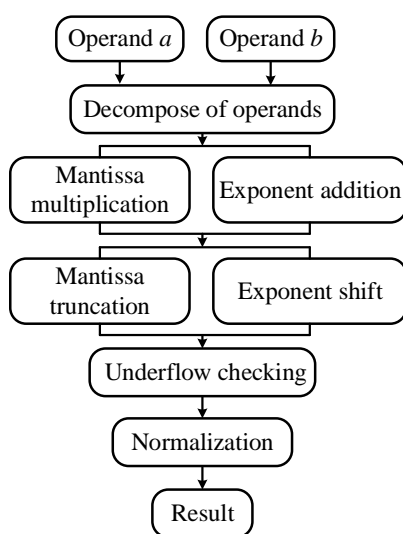 Operand a
Operand b
Decompose of operands
Mantissa
multiplication
Exponent addition
Mantissa
truncation
Exponent shift
Underflow checking
Normalization
Result